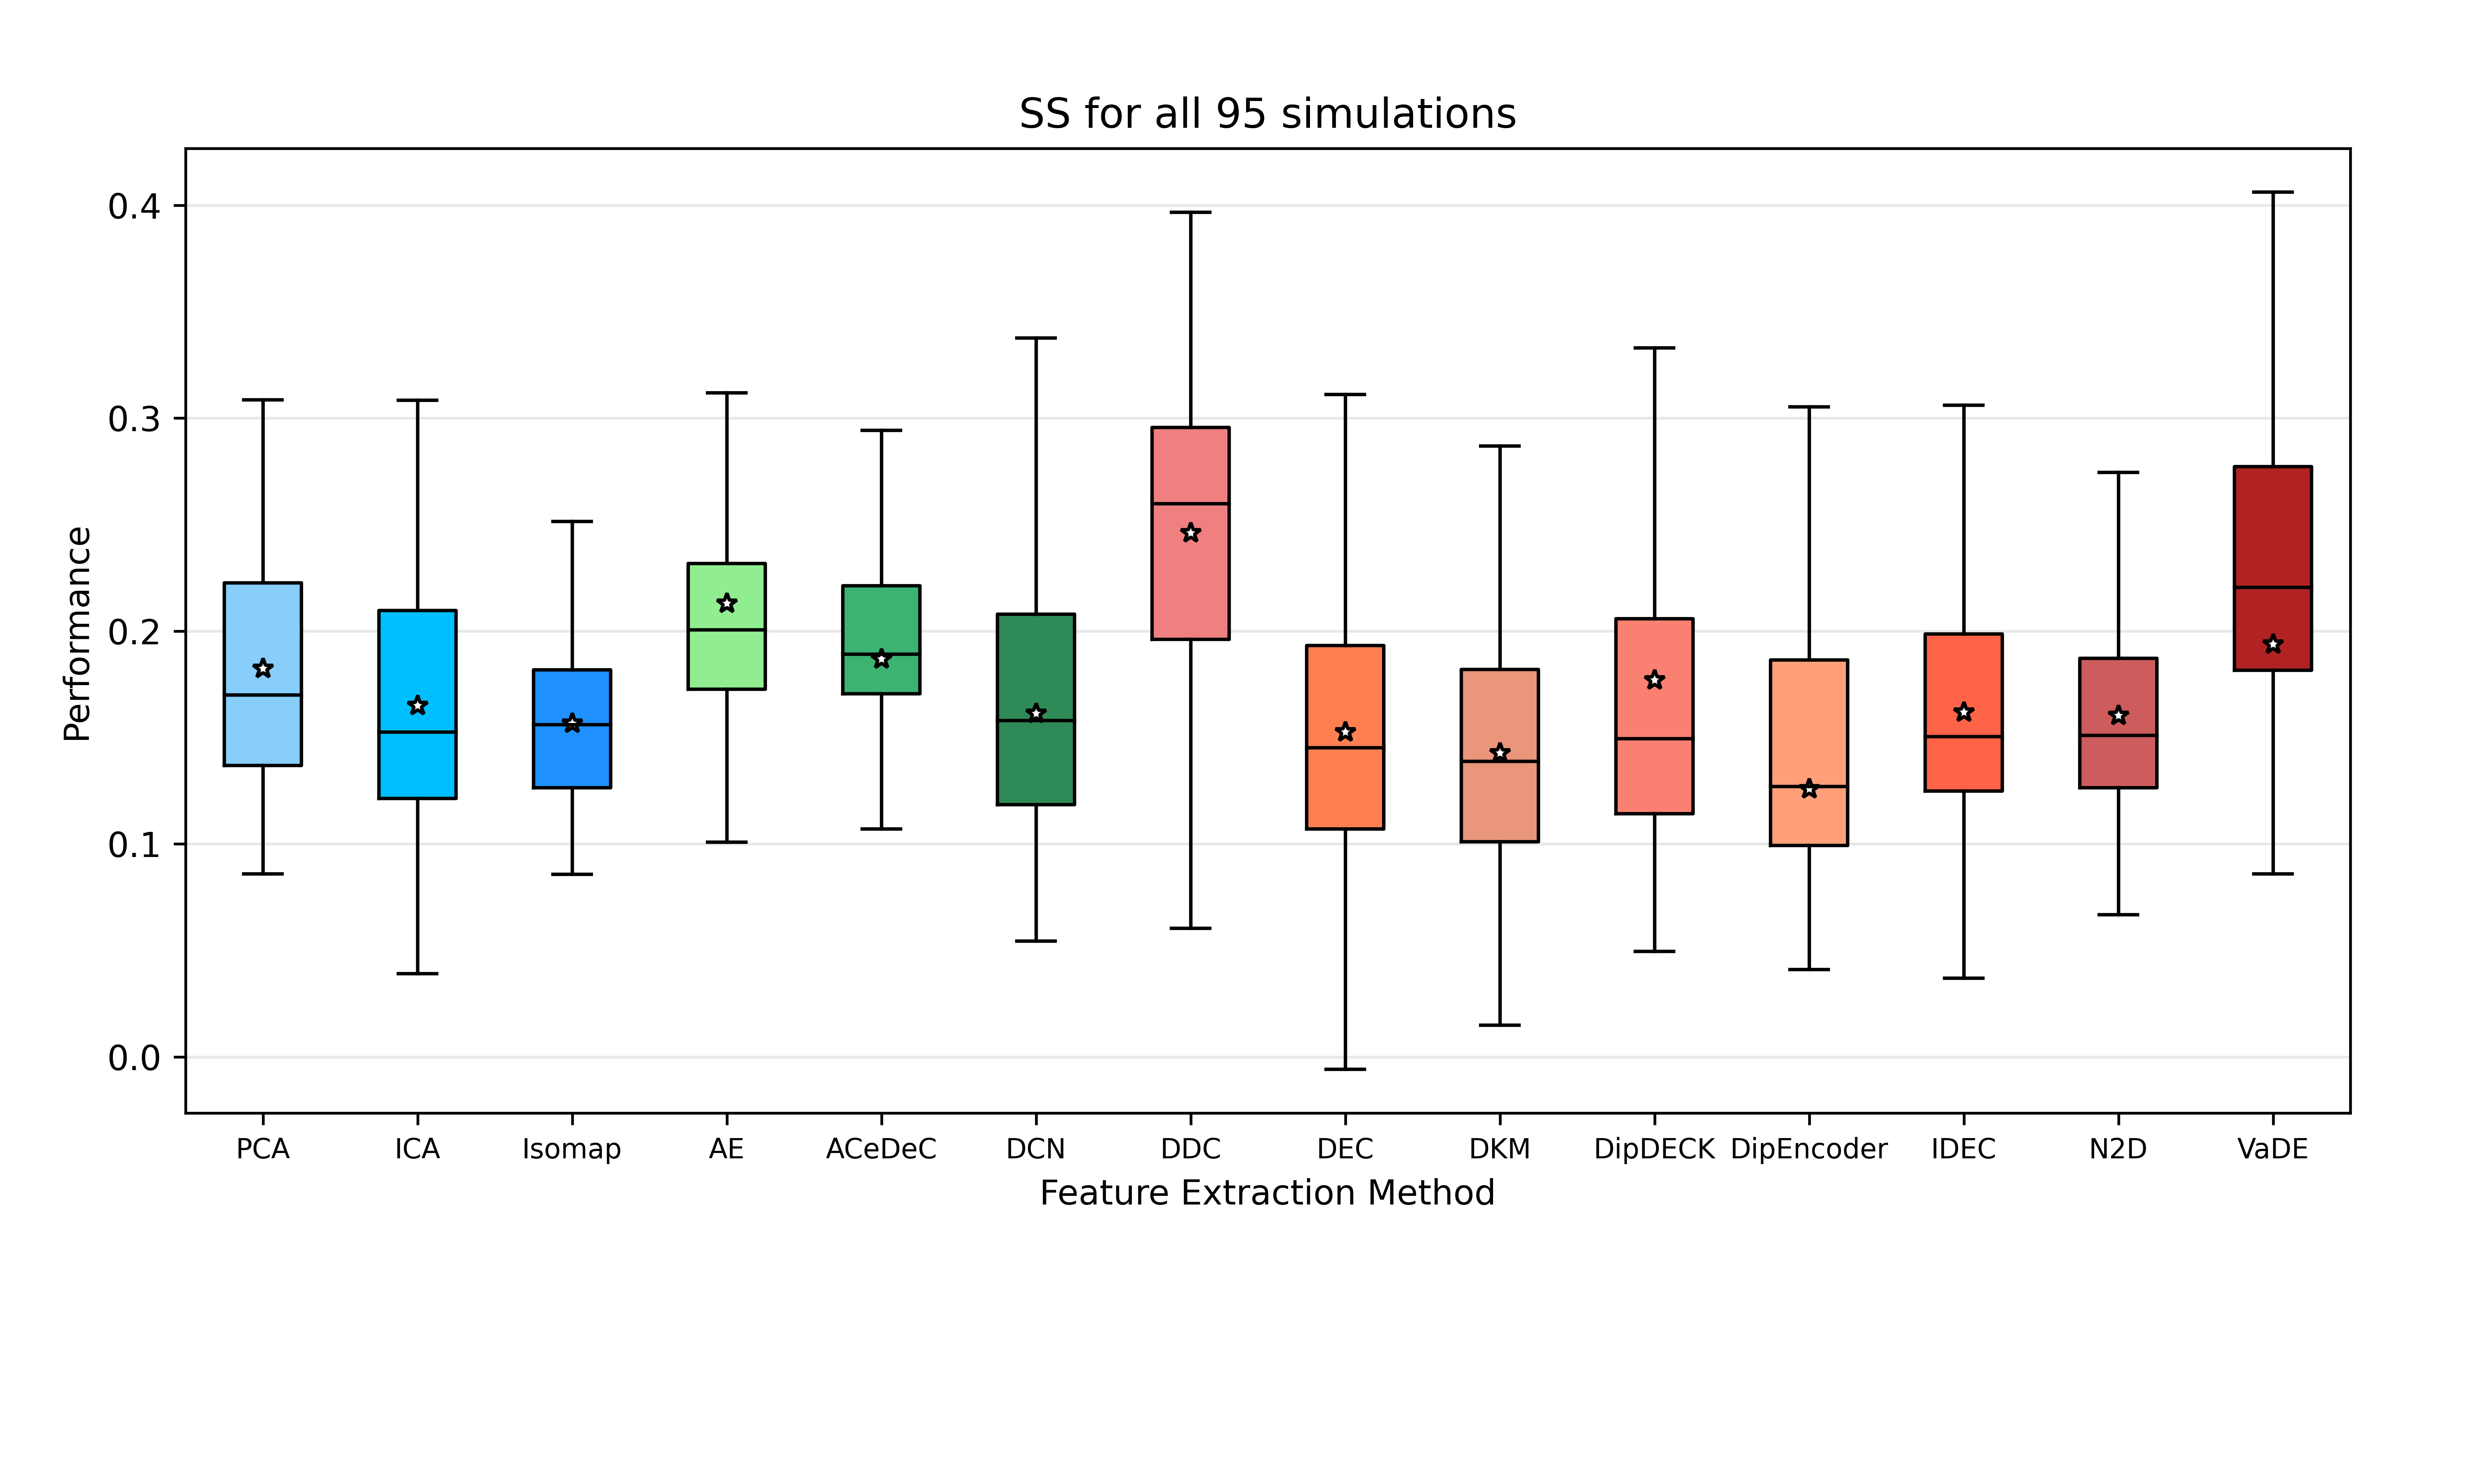 SS for all 95 simulations
Performance
0.4
0.3
0.2
0.1
0.0
PCA ICA Isomap AE ACeDeC DCN DDC DEC DKM DipDECK DipEncoder IDEC N2D VaDE
Feature Extraction Method